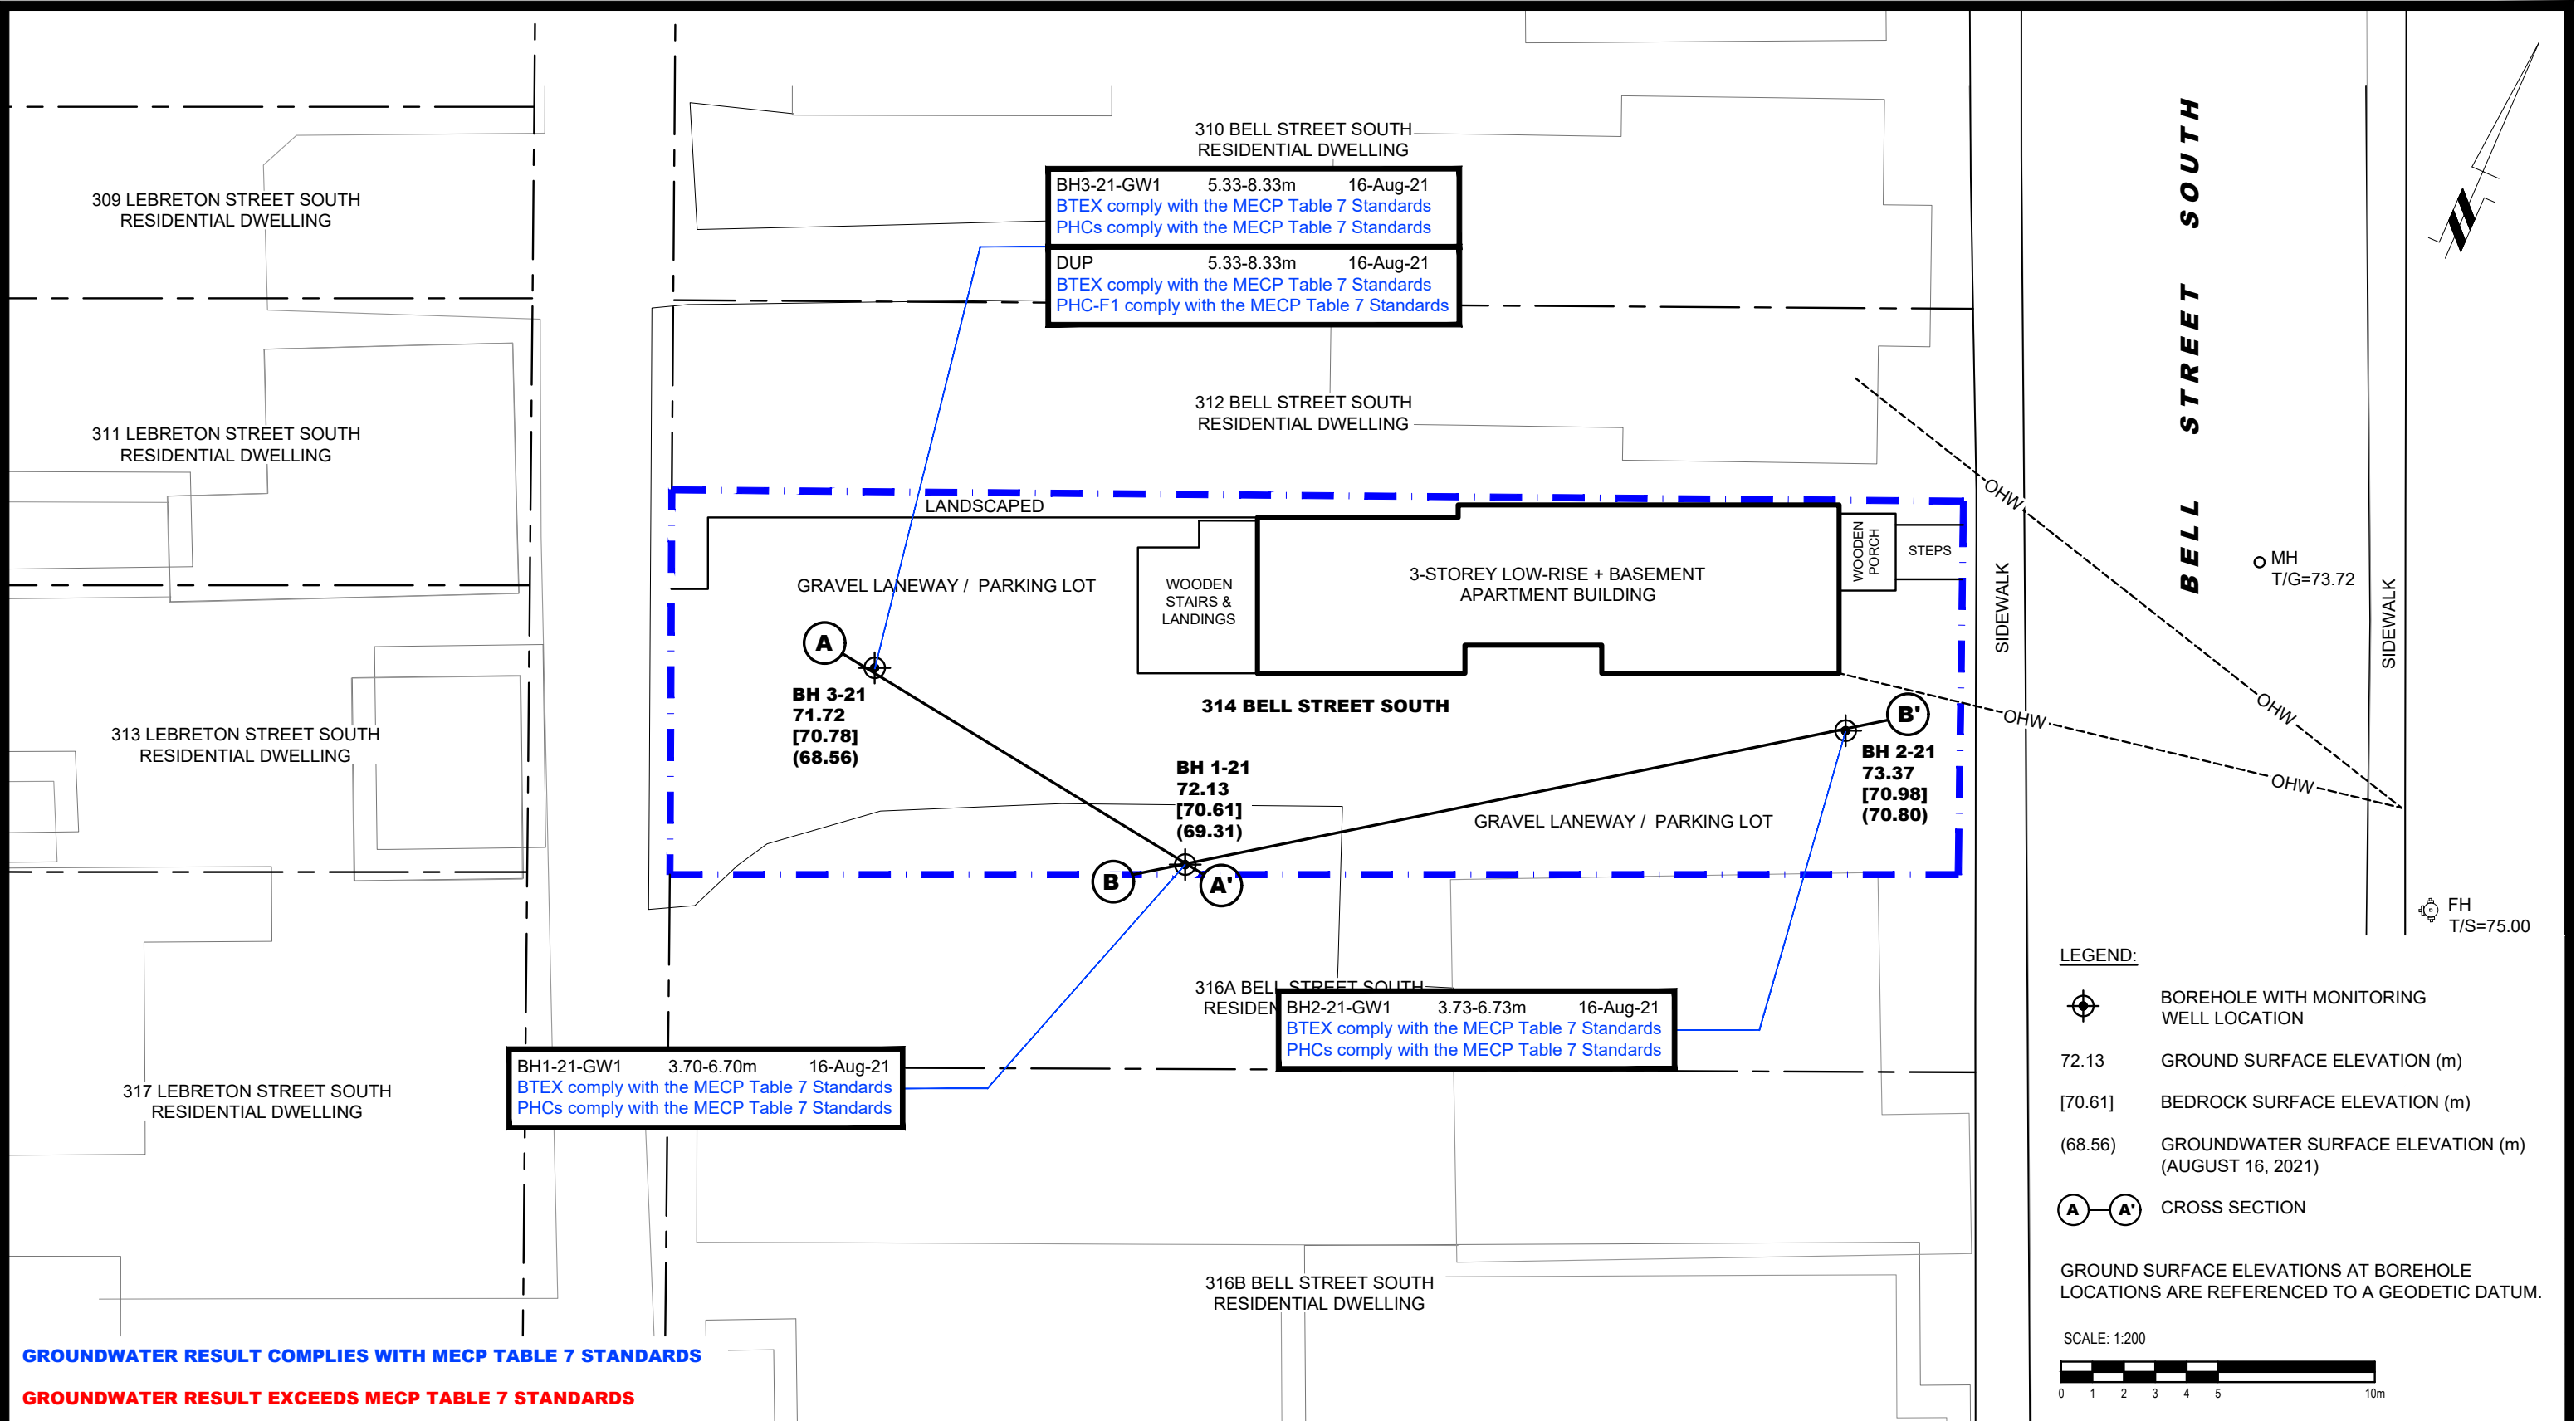 310 BELL STREET SOUTH
RESIDENTIAL DWELLING
309 LEBRETON STREET SOUTH
RESIDENTIAL DWELLING
BH3-21-GW1 5.33-8.33m 16-Aug-21
BTEX comply with the MECP Table 7 Standards
PHCs comply with the MECP Table 7 Standards
DUP 5.33-8.33m 16-Aug-21
BTEX comply with the MECP Table 7 Standards
PHC-F1 comply with the MECP Table 7 Standards
BELL STREET SOUTH
312 BELL STREET SOUTH
RESIDENTIAL DWELLING
311 LEBRETON STREET SOUTH
RESIDENTIAL DWELLING
LANDSCAPED
GRAVEL LANEWAY / PARKING LOT
WOODEN
STAIRS &
LANDINGS
3-STOREY LOW-RISE + BASEMENT
APARTMENT BUILDING
WOODEN
PORCH
STEPS
SIDEWALK
OHW
MH
T/G=73.72
SIDEWALK
A
BH 3-21
71.72
[70.78]
(68.56)
314 BELL STREET SOUTH
B'
OHW
OHW
OHW
BH 2-21
73.37
[70.98]
(70.80)
313 LEBRETON STREET SOUTH
RESIDENTIAL DWELLING
BH 1-21
72.13
[70.61]
(69.31)
GRAVEL LANEWAY / PARKING LOT
B
A'
FH
T/S=75.00
316A BELL STREET SOUTH
RESIDEN
BH2-21-GW1 3.73-6.73m 16-Aug-21
BTEX comply with the MECP Table 7 Standards
PHCs comply with the MECP Table 7 Standards
BH1-21-GW1 3.70-6.70m 16-Aug-21
BTEX comply with the MECP Table 7 Standards
PHCs comply with the MECP Table 7 Standards
317 LEBRETON STREET SOUTH
RESIDENTIAL DWELLING
316B BELL STREET SOUTH
RESIDENTIAL DWELLING
LEGEND:
BOREHOLE WITH MONITORING
WELL LOCATION
72.13 GROUND SURFACE ELEVATION (m)
[70.61] BEDROCK SURFACE ELEVATION (m)
(68.56) GROUNDWATER SURFACE ELEVATION (m)
(AUGUST 16, 2021)
A A' CROSS SECTION
GROUND SURFACE ELEVATIONS AT BOREHOLE
LOCATIONS ARE REFERENCED TO A GEODETIC DATUM.
SCALE: 1:200
0 1 2 3 4 5 10m
GROUNDWATER RESULT COMPLIES WITH MECP TABLE 7 STANDARDS
GROUNDWATER RESULT EXCEEDS MECP TABLE 7 STANDARDS